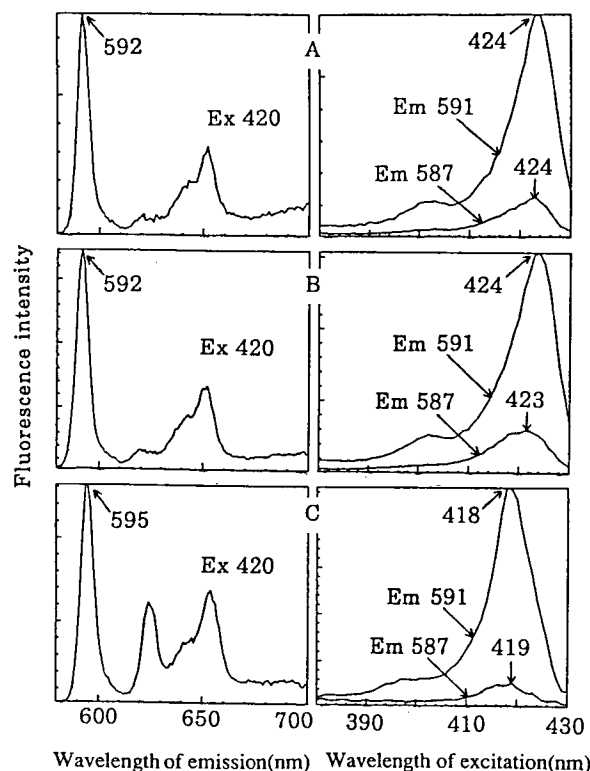 592
A
424
Ex 420
Em 591
424
Em 587
Fluorescence intensity
592
B
424
Ex 420
Em 591
423
Em 587
595
C
418
Ex 420
Em 591
419
Em 587
600 650 700 390 410 430
Wavelength of emission(nm) Wavelength of excitation(nm)